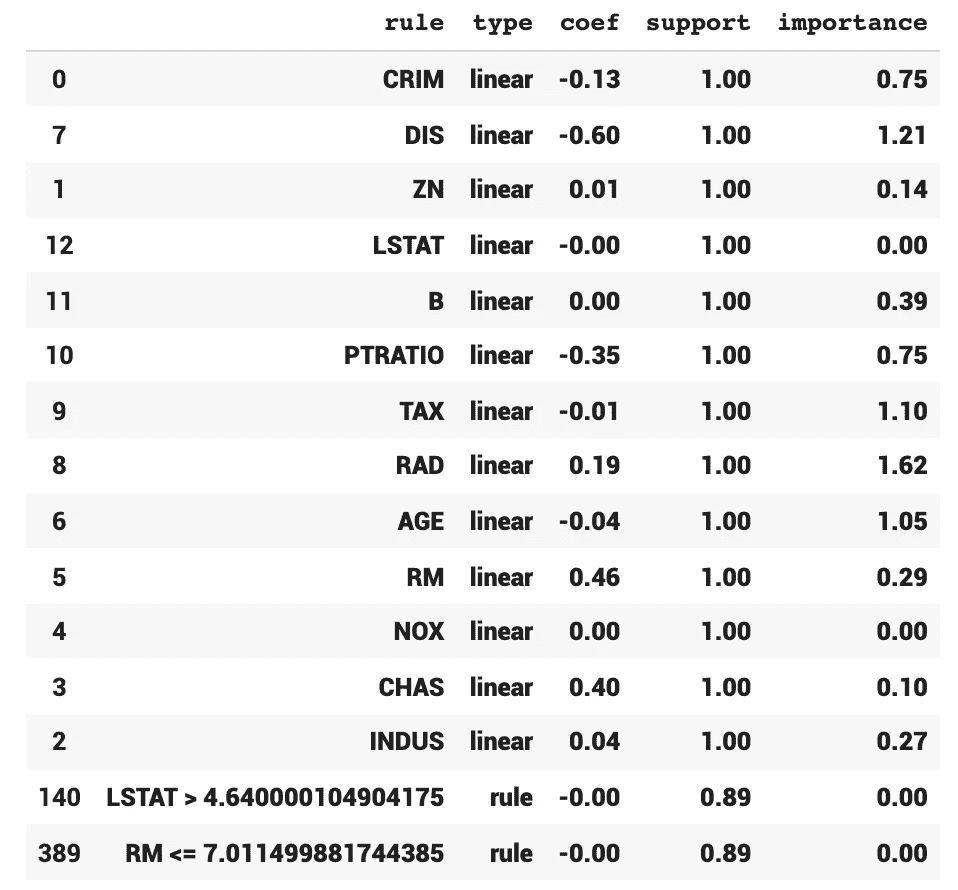 rule type coef support importance
0 CRIM linear -0.13 1.00 0.75
7 DIS linear -0.60 1.00 1.21
1 ZN linear 0.01 1.00 0.14
12 LSTAT linear -0.00 1.00 0.00
11 B linear 0.00 1.00 0.39
10 PTRATIO linear -0.35 1.00 0.75
9 TAX linear -0.01 1.00 1.10
8 RAD linear 0.19 1.00 1.62
6 AGE linear -0.04 1.00 1.05
5 RM linear 0.46 1.00 0.29
4 NOX linear 0.00 1.00 0.00
3 CHAS linear 0.40 1.00 0.10
2 INDUS linear 0.04 1.00 0.27
140 LSTAT > 4.640000104904175 rule -0.00 0.89 0.00
389 RM <= 7.011499881744385 rule -0.00 0.89 0.00